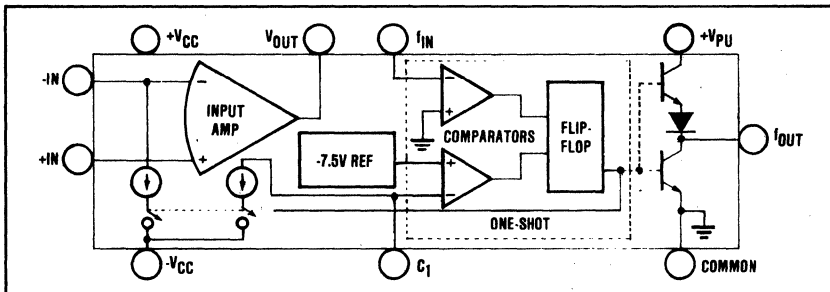 +VCC
VOUT
fIN
+VPU
-IN
+IN
−
+
INPUT
AMP
−
+
COMPARATORS
-7.5V REF
+
−
FLIP-
FLOP
fOUT
ONE-SHOT
-VCC
C1
COMMON